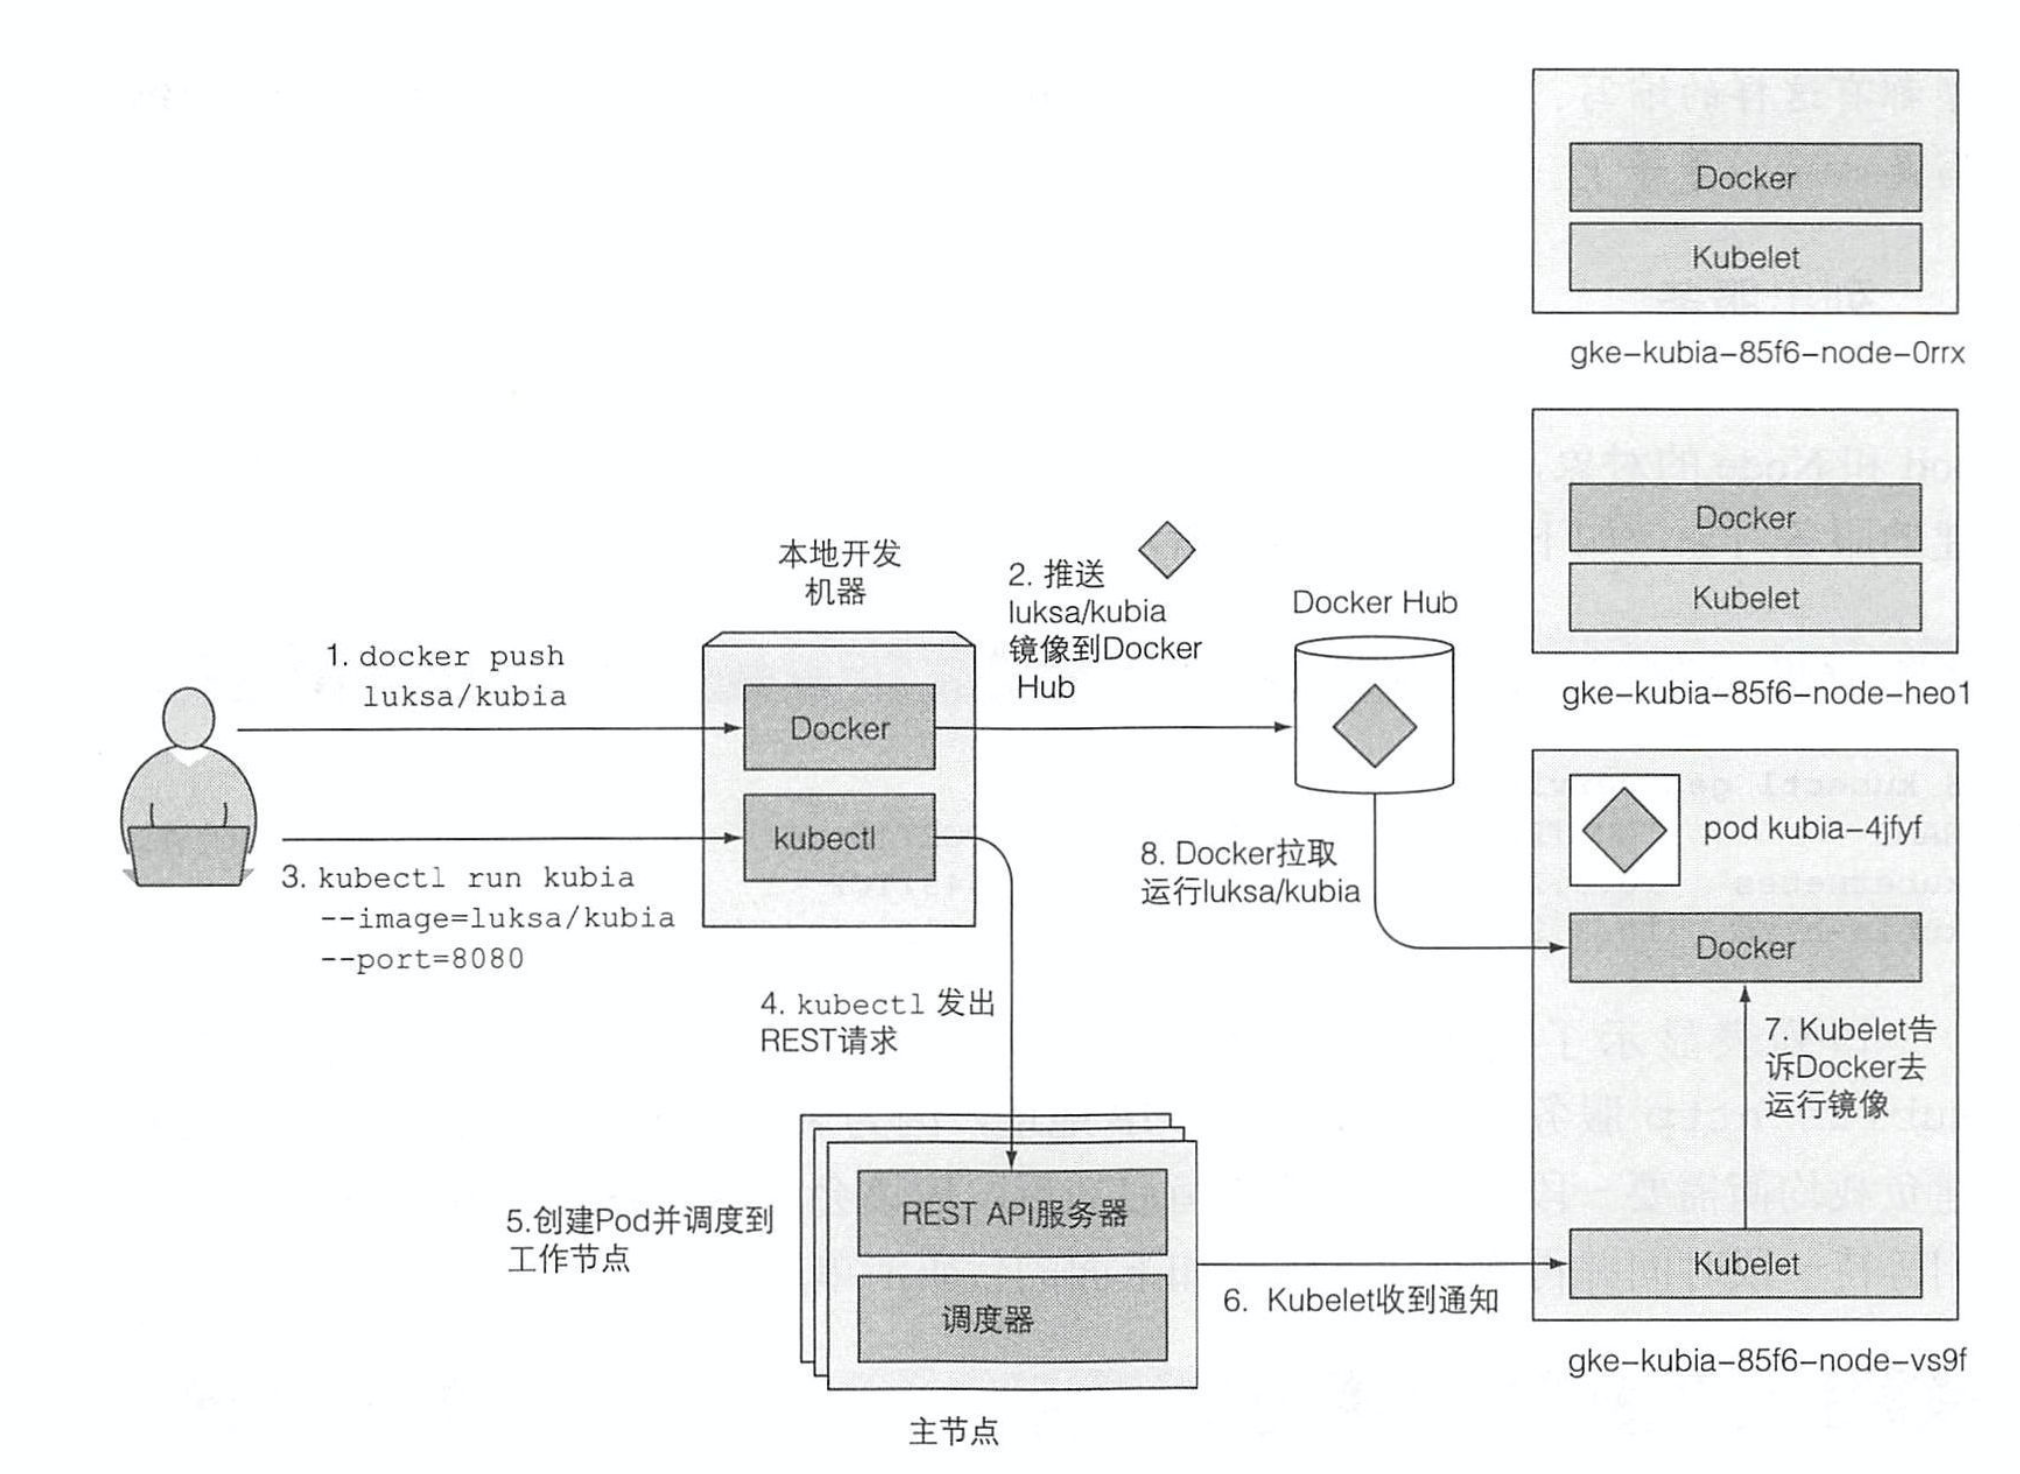 Docker
Kubelet
gke-kubia-85f6-node-0rrx
Docker
Kubelet
gke-kubia-85f6-node-heo1
本地开发
机器
2. 推送
luksa/kubia
镜像到Docker
Hub
Docker Hub
1. docker push
luksa/kubia
Docker
kubectl
3. kubectl run kubia
--image=luksa/kubia
--port=8080
8. Docker拉取
运行luksa/kubia
pod kubia-4jfyf
Docker
4. kubectl 发出
REST请求
7. Kubelet告
诉Docker去
运行镜像
5.创建Pod并调度到
工作节点
REST API服务器
调度器
主节点
6. Kubelet收到通知
Kubelet
gke-kubia-85f6-node-vs9f